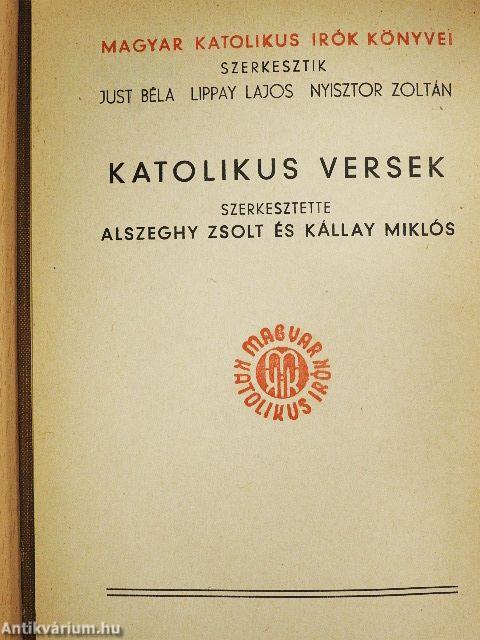 MAGYAR KATOLIKUS IRÓK KÖNYVEI
SZERKESZTIK
JUST BÉLA LIPPAY LAJOS NYISZTOR ZOLTÁN
KATOLIKUS VERSEK
SZERKESZTETTE
ALSZEGHY ZSOLT ÉS KÁLLAY MIKLÓS
MAGYAR
KATOLIKUS IRÓK
Antikvárium.hu